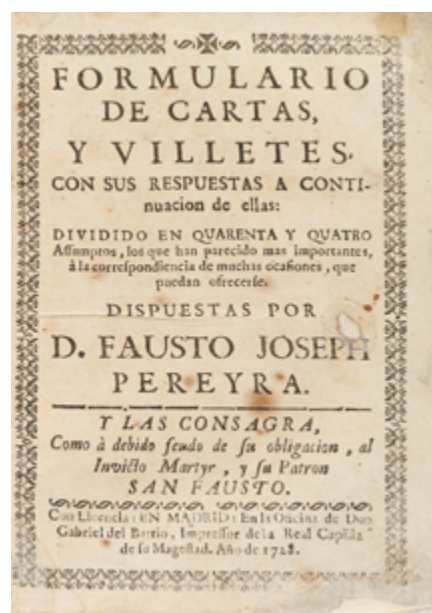 FORMULARIO
DE CARTAS,
Y VILLETES,
CON SUS RESPUESTAS A CONTI-
nuacion de ellas:
DIVIDIDO EN QUARENTA Y QUATRO
Assumptos, los que han parecido mas importantes,
à la correspondiencia de muchas ocasiones, que
puedan ofrecerse.
DISPUESTAS POR
D. FAUSTO JOSEPH
PEREYRA.
Y LAS CONSAGRA,
Como à debido feudo de su obligacion, al
Invicto Martyr, y su Patron
SAN FAUSTO.
Con Licencia: EN MADRID: En la Oficina de Don
Gabriel del Barrio, Impressor de la Real Capilla
de su Magestad. Año de 1728.